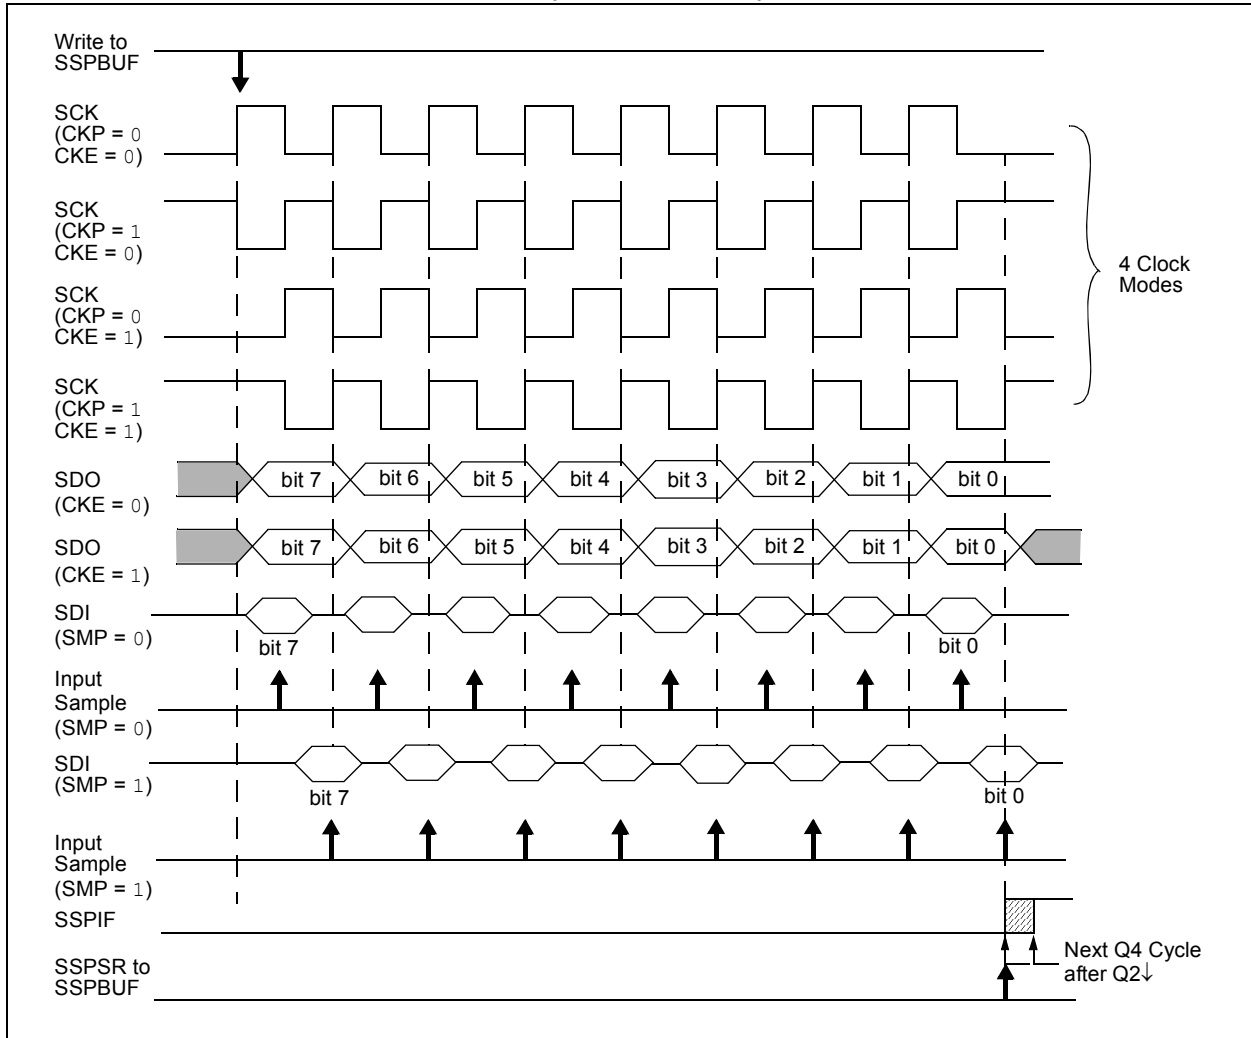 Write to
SSPBUF
SCK
(CKP = 0
CKE = 0)
SCK
(CKP = 1
CKE = 0)
SCK
(CKP = 0
CKE = 1)
SCK
(CKP = 1
CKE = 1)
4 Clock
Modes
SDO
(CKE = 0)
bit 7 bit 6 bit 5 bit 4 bit 3 bit 2 bit 1 bit 0
SDO
(CKE = 1)
bit 7 bit 6 bit 5 bit 4 bit 3 bit 2 bit 1 bit 0
SDI
(SMP = 0)
bit 7 bit 0
Input
Sample
(SMP = 0)
SDI
(SMP = 1)
bit 7 bit 0
Input
Sample
(SMP = 1)
SSPIF
Next Q4 Cycle
after Q2↓
SSPSR to
SSPBUF